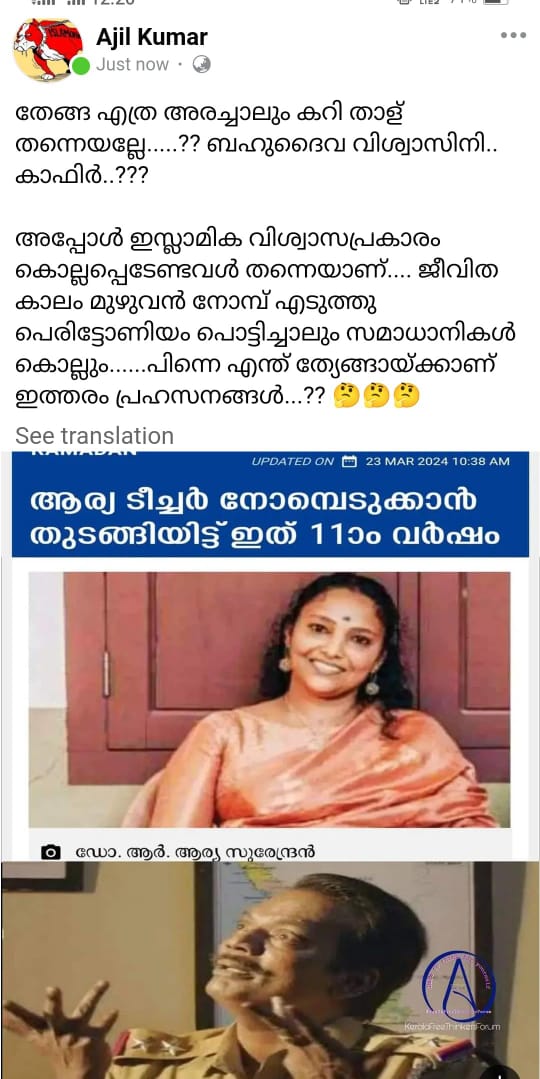 Ajil Kumar
Just now ·
തേങ്ങ എത്ര അരച്ചാലും കറി താള്
തന്നെയല്ലേ.....?? ബഹുദൈവ വിശ്വാസിനി..
കാഫിർ..???
അപ്പോൾ ഇസ്ലാമിക വിശ്വാസപ്രകാരം
കൊല്ലപ്പെടേണ്ടവൾ തന്നെയാണ്.... ജീവിത
കാലം മുഴുവൻ നോമ്പ് എടുത്തു
പെരിട്ടോണിയം പൊട്ടിച്ചാലും സമാധാനികൾ
കൊല്ലും......പിന്നെ എന്ത് ത്യേങ്ങായ്ക്കാണ്
ഇത്തരം പ്രഹസനങ്ങൾ...?? 🤔🤔🤔
See translation
RAMADAN
UPDATED ON 23 MAR 2024 10:38 AM
ആര്യ ടീച്ചർ നോമ്പെടുക്കാൻ
തുടങ്ങിയിട്ട് ഇത് 11ാം വർഷം
ഡോ. ആർ. ആര്യ സുരേന്ദ്രൻ
KeralaFreeThinkersForum